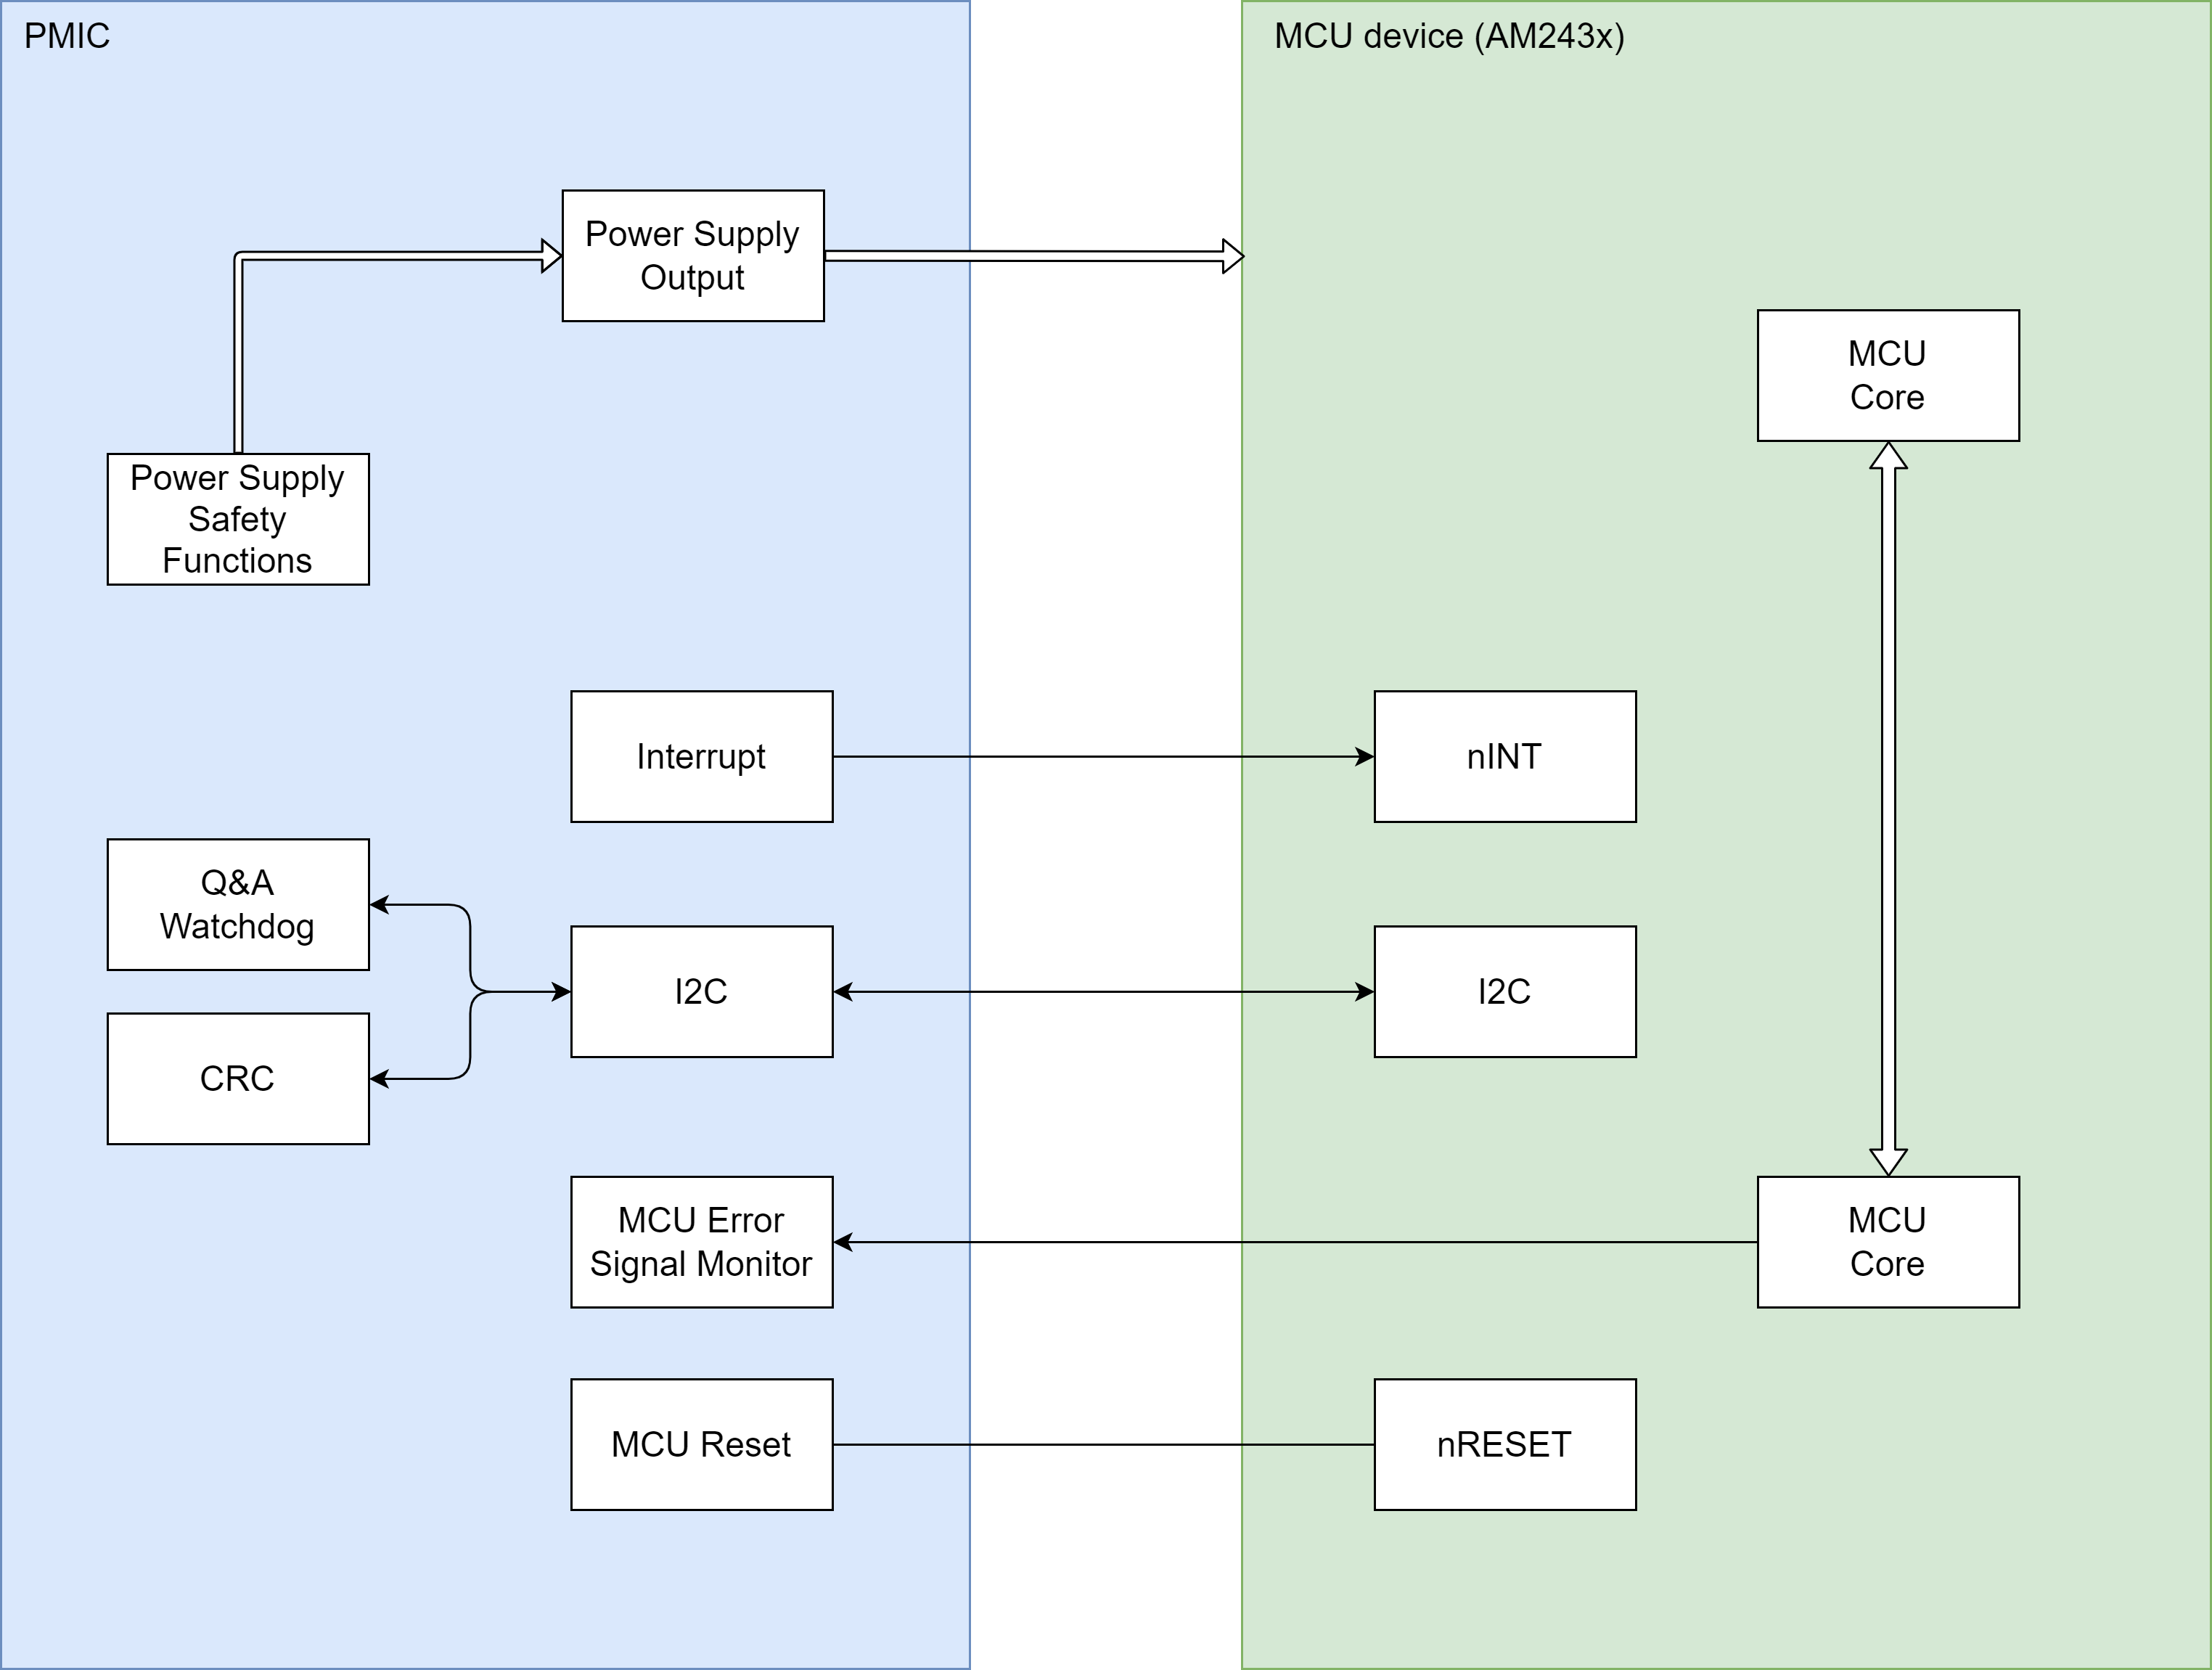 PMIC
MCU device (AM243x)
Power Supply
Output
MCU
Core
Power Supply
Safety
Functions
Interrupt
nINT
Q&A
Watchdog
I2C
I2C
CRC
MCU Error
Signal Monitor
MCU
Core
MCU Reset
nRESET